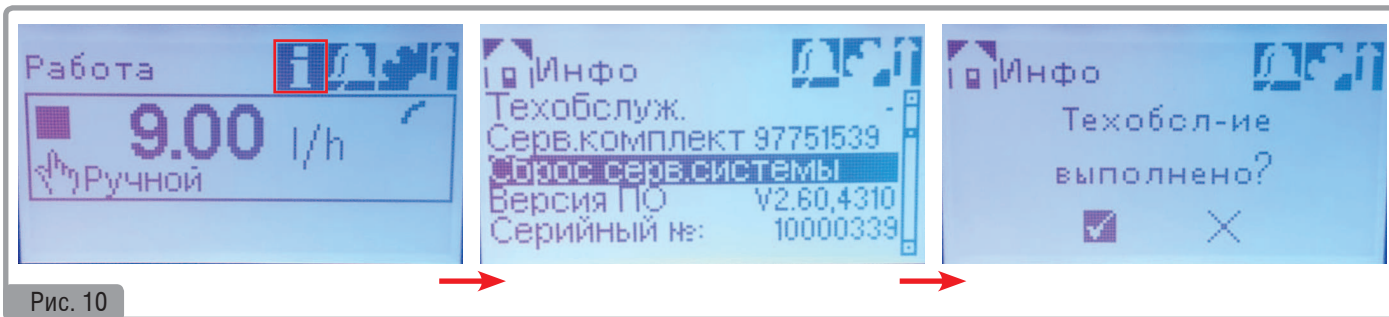 Работа
9.00 l/h
Ручной
Инфо
Техобслуж. -
Серв.комплект 97751539
Сброс серв.системы
Версия ПО V2.60,4310
Серийный №: 10000339
Инфо
Техобсл-ие
выполнено?
Рис. 10